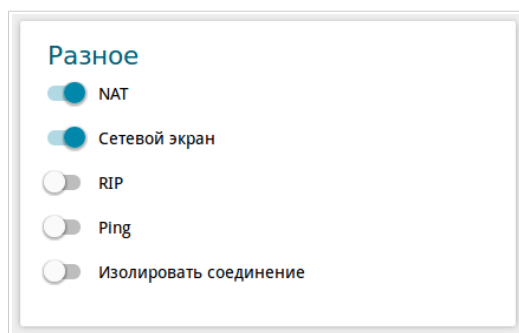 Разное
NAT
Сетевой экран
RIP
Ping
Изолировать соединение